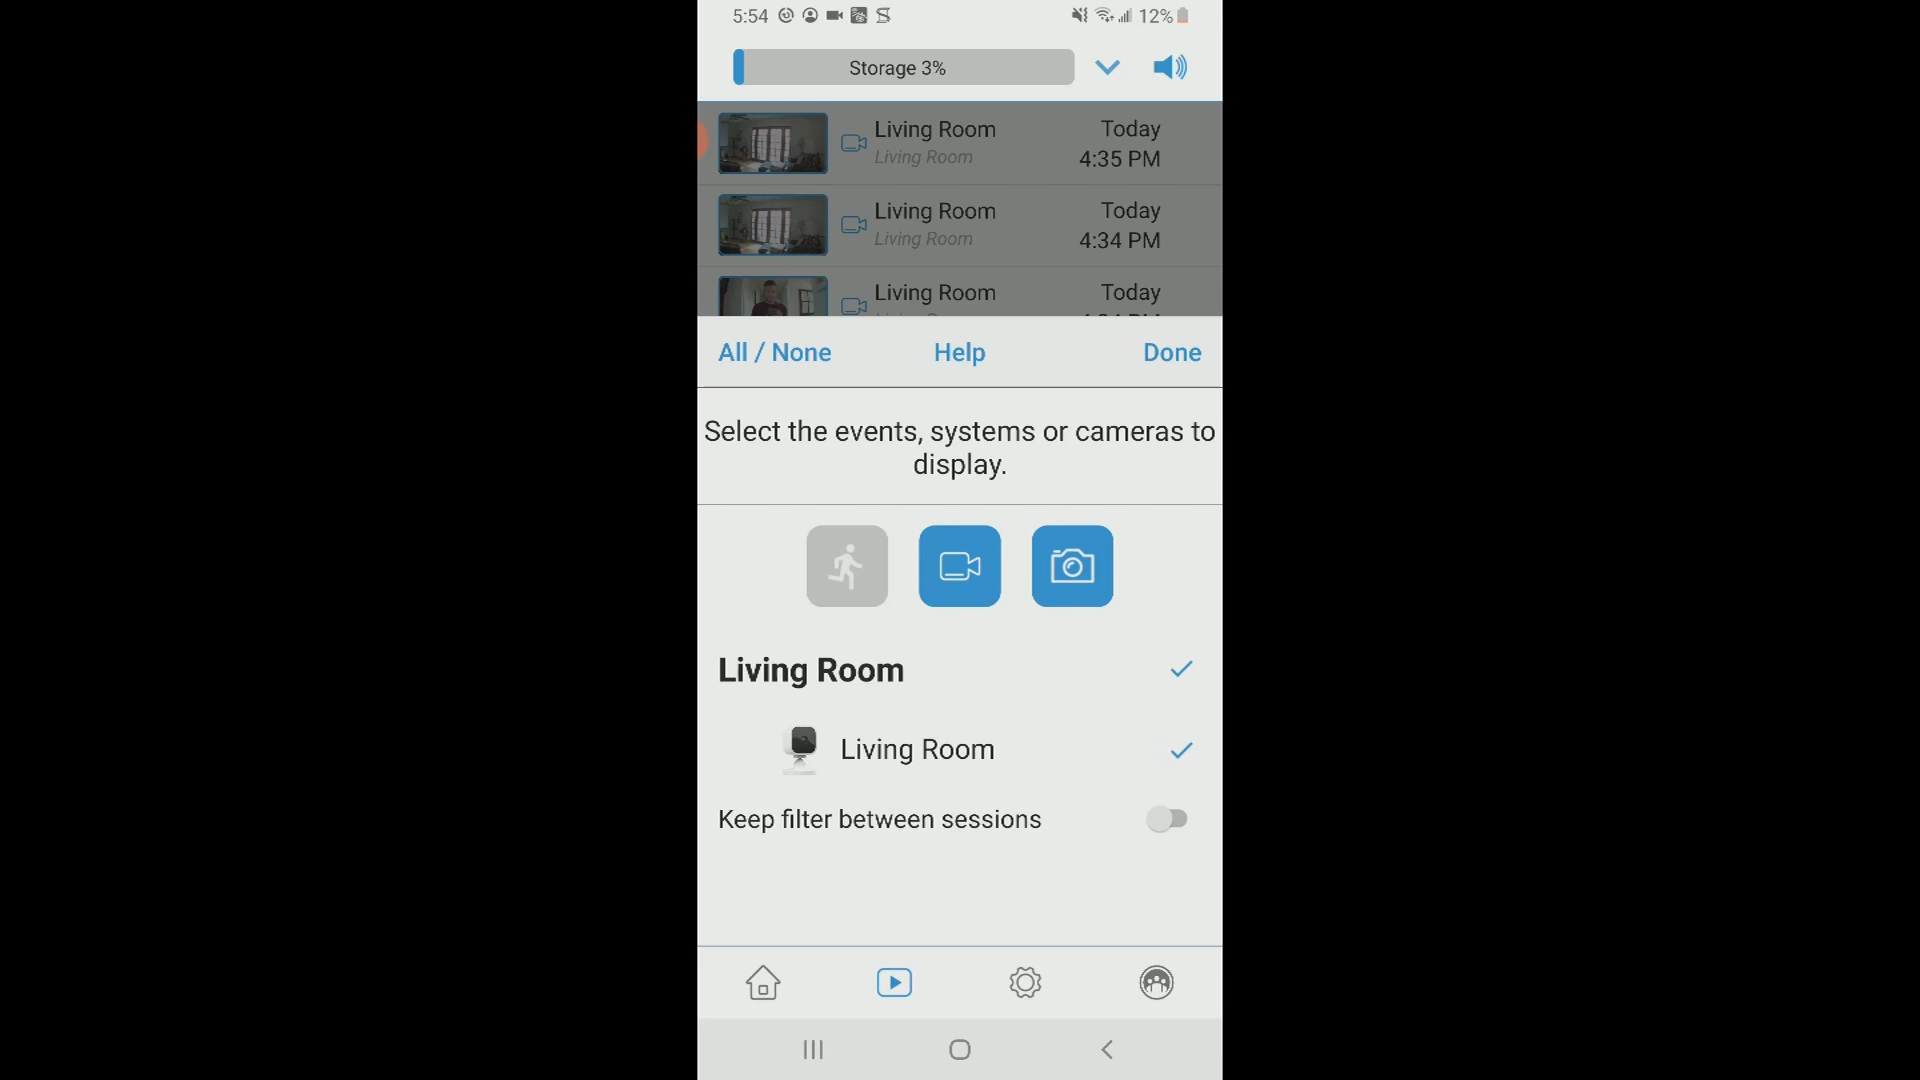 5:54
12%
Storage 3%
Living Room
Today
Living Room
4:35 PM
Living Room
Today
Living Room
4:34 PM
Living Room
Today
All / None
Help
Done
Select the events, systems or cameras to
display.
Living Room
Living Room
Keep filter between sessions